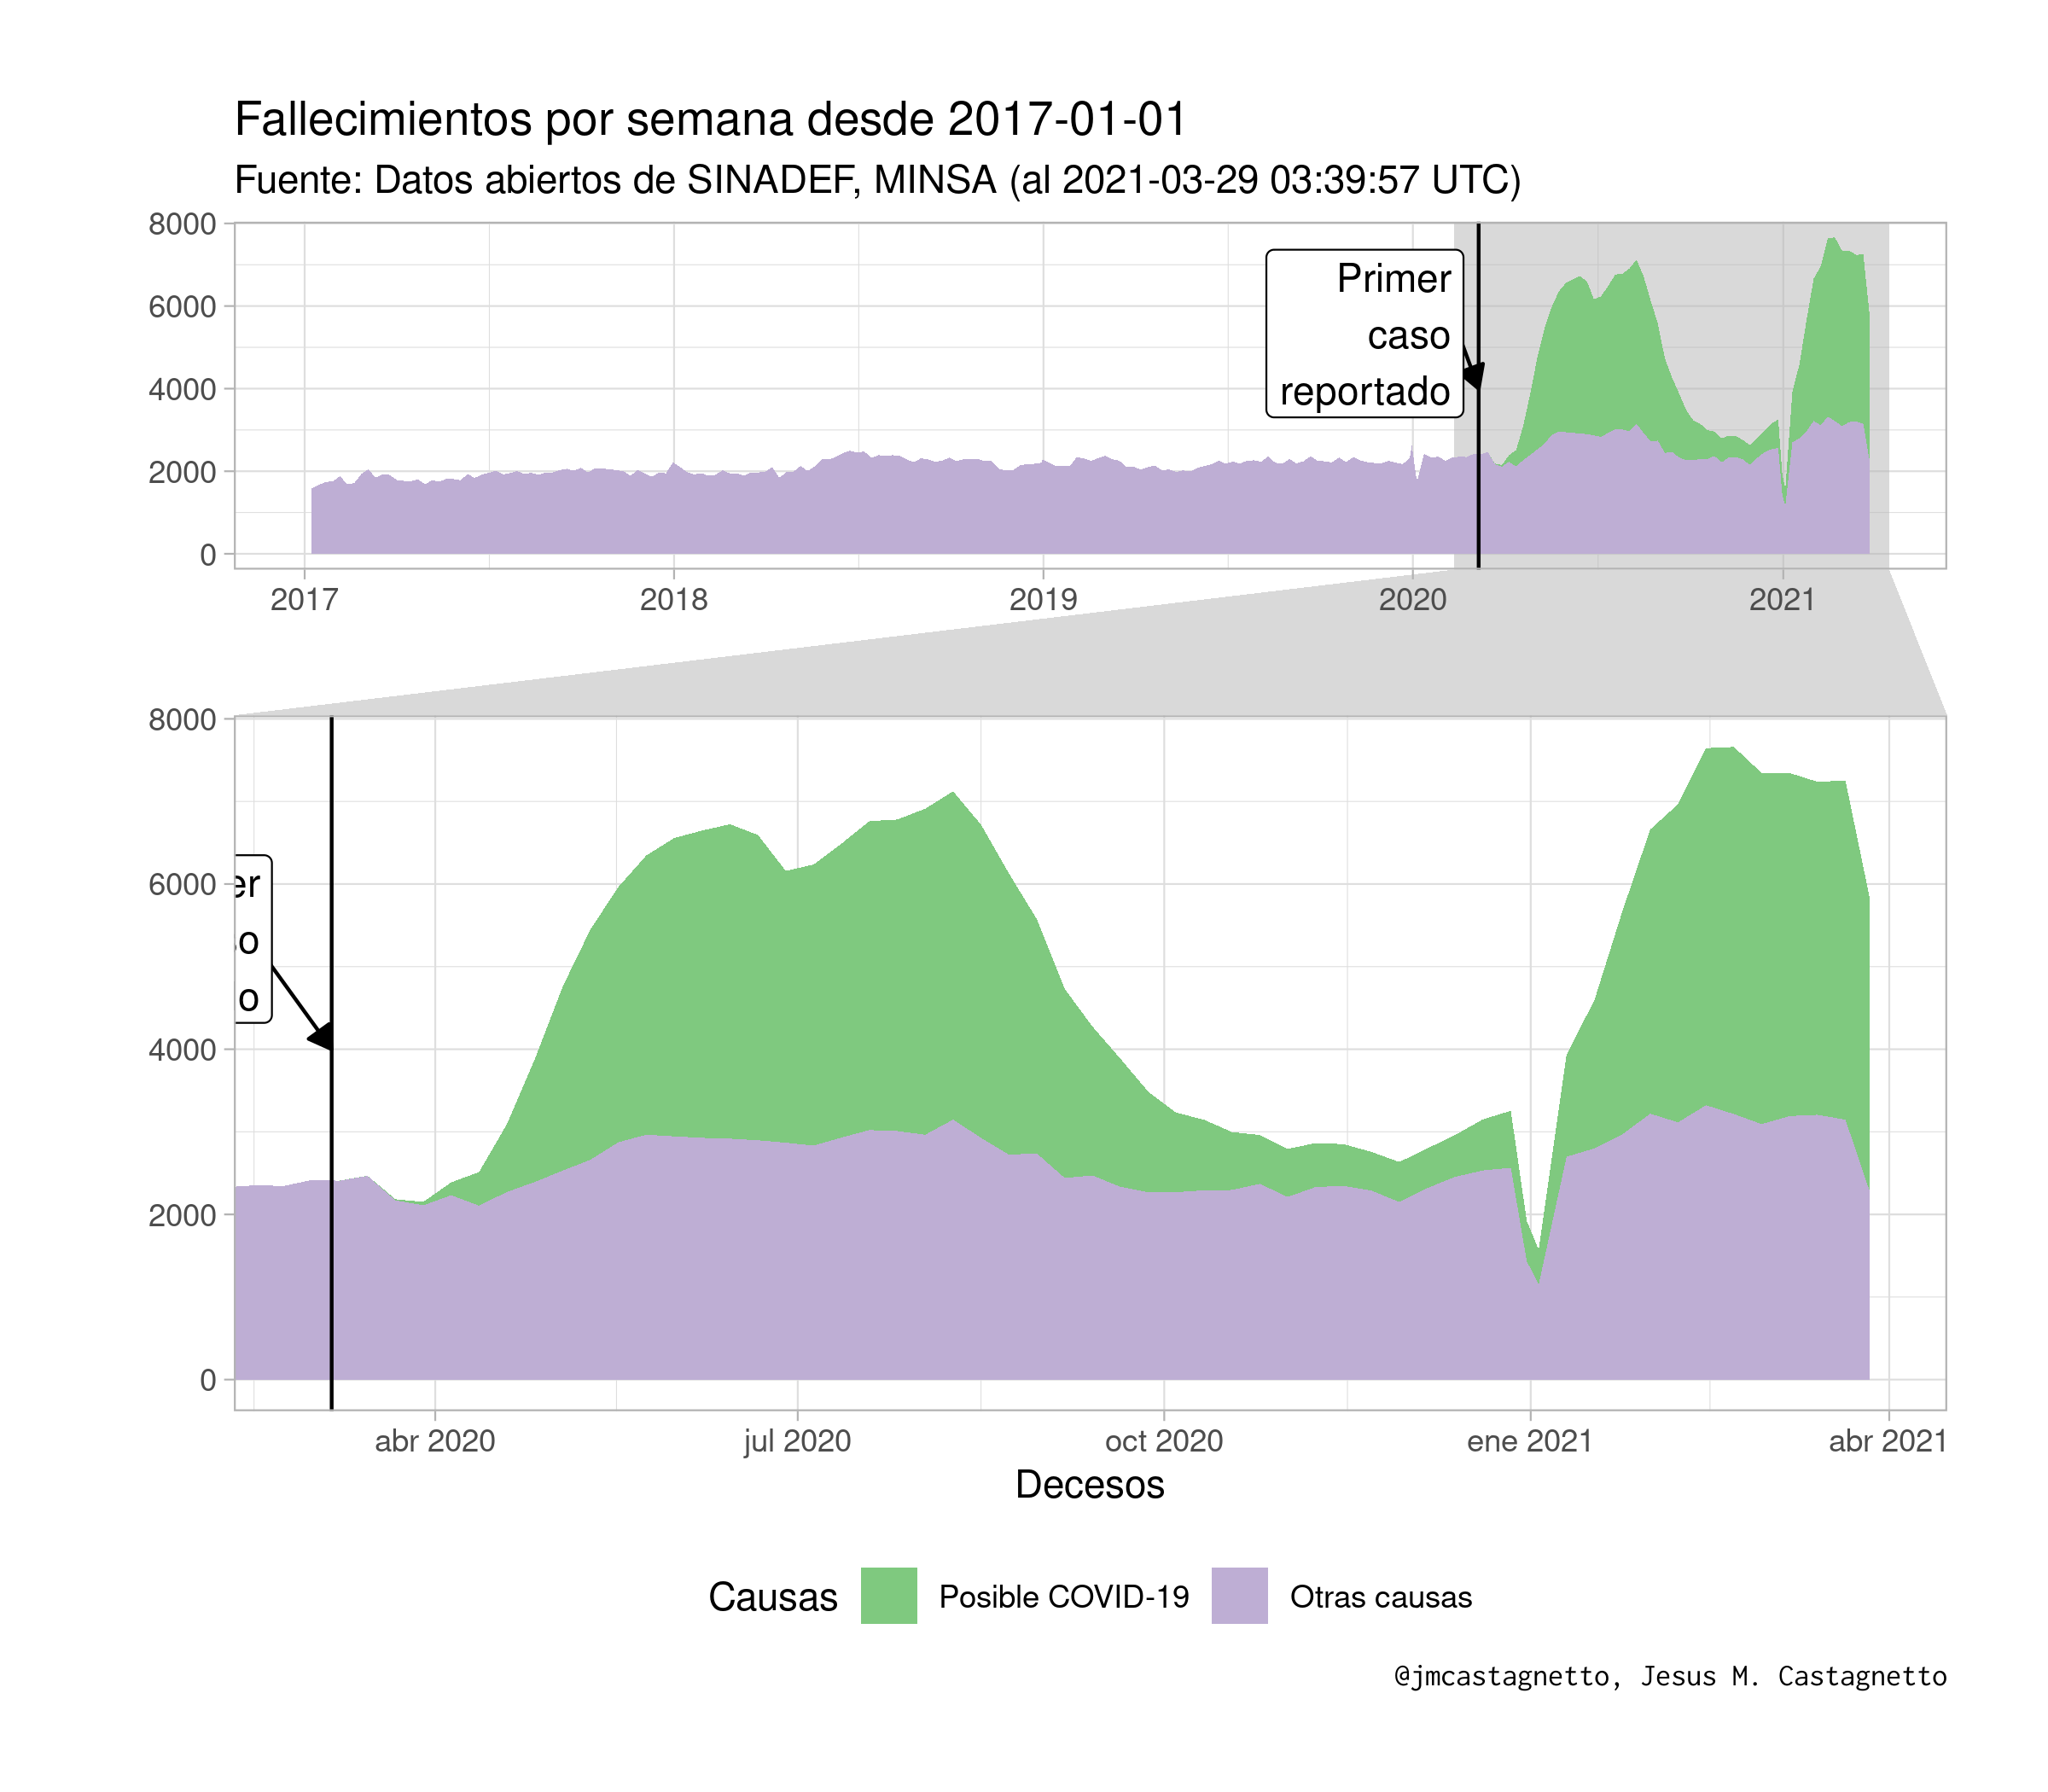 Fallecimientos por semana desde 2017-01-01
Fuente: Datos abiertos de SINADEF, MINSA (al 2021-03-29 03:39:57 UTC)
8000
6000
4000
2000
0
Primer
caso
reportado
2017
2018
2019
2020
2021
8000
6000
4000
2000
0
er
so
o
abr 2020
jul 2020
oct 2020
ene 2021
abr 2021
Decesos
Causas
Posible COVID-19
Otras causas
@jmcastagnetto, Jesus M. Castagnetto